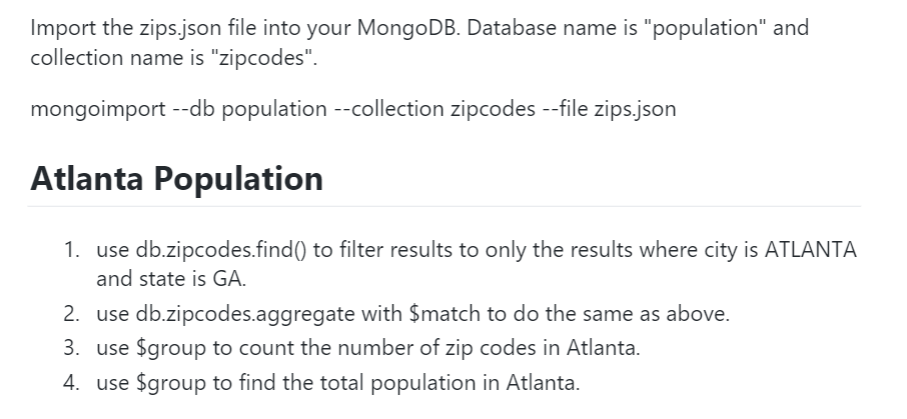 Import the zips.json file into your MongoDB. Database name is "population" and
collection name is "zipcodes".
mongoimport --db population --collection zipcodes --file zips.json
Atlanta Population
1. use db.zipcodes.find() to filter results to only the results where city is ATLANTA
and state is GA.
2. use db.zipcodes.aggregate with $match to do the same as above.
3. use $group to count the number of zip codes in Atlanta.
4. use $group to find the total population in Atlanta.